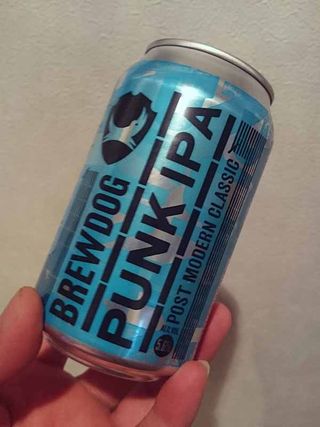 BREWDOG
PUNK IPA
POST MODERN CLASSIC